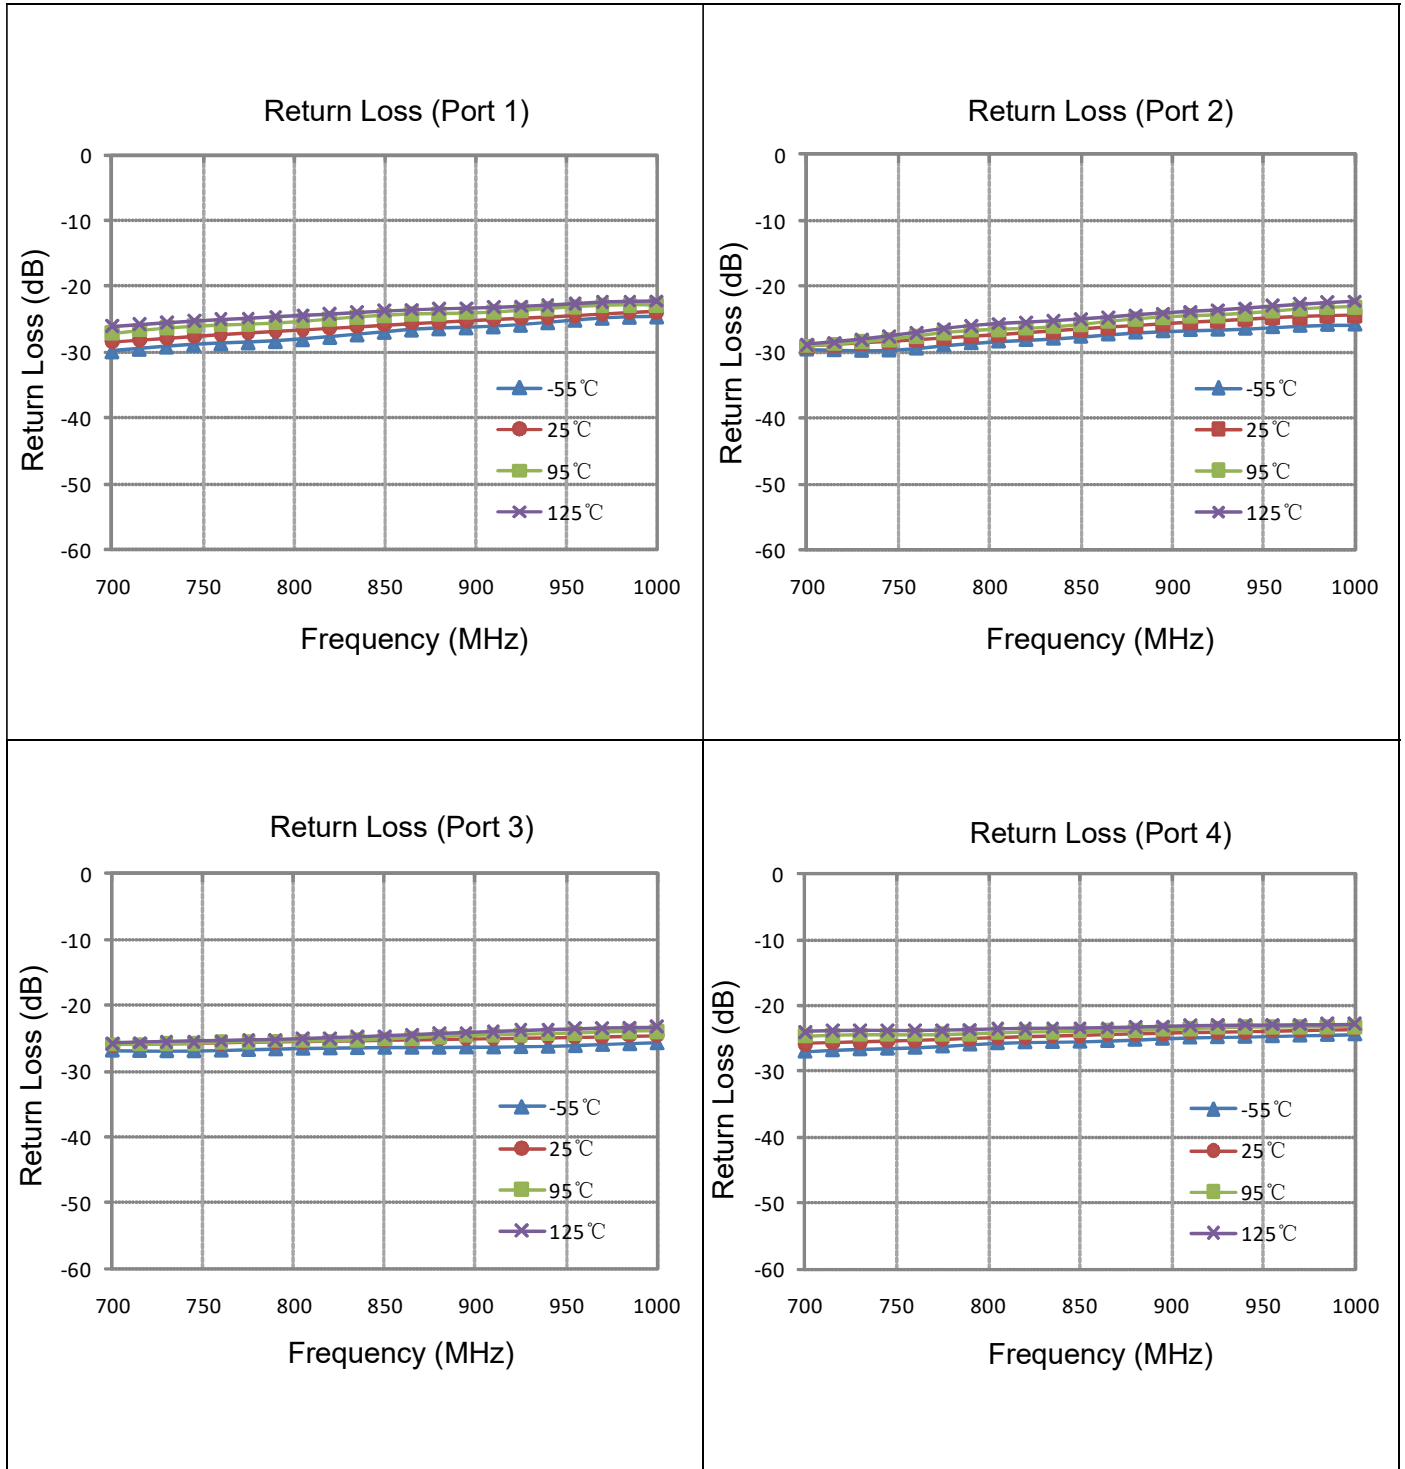 Return Loss (Port 1)
Return Loss (dB)
0
-10
-20
-30
-40
-50
-60
-55℃
25℃
95℃
125℃
700 750 800 850 900 950 1000
Frequency (MHz)
Return Loss (Port 2)
Return Loss (dB)
0
-10
-20
-30
-40
-50
-60
-55℃
25℃
95℃
125℃
700 750 800 850 900 950 1000
Frequency (MHz)
Return Loss (Port 3)
Return Loss (dB)
0
-10
-20
-30
-40
-50
-60
-55℃
25℃
95℃
125℃
700 750 800 850 900 950 1000
Frequency (MHz)
Return Loss (Port 4)
Return Loss (dB)
0
-10
-20
-30
-40
-50
-60
-55℃
25℃
95℃
125℃
700 750 800 850 900 950 1000
Frequency (MHz)